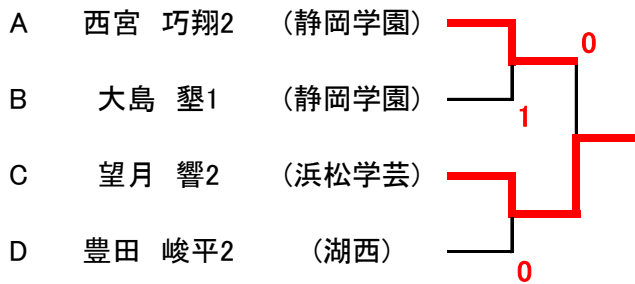 A 西宮 巧翔2 (静岡学園)
0
B 大島 墾1 (静岡学園)
1
C 望月 響2 (浜松学芸)
D 豊田 峻平2 (湖西)
0